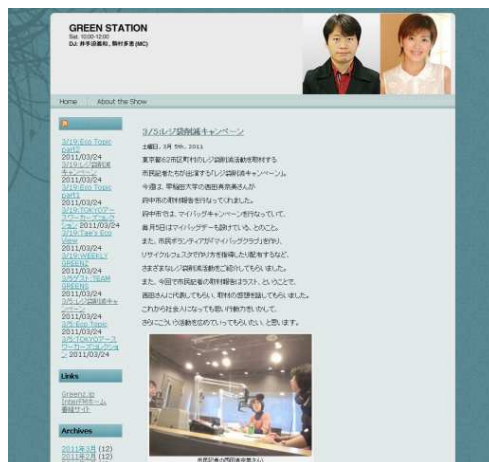 GREEN STATION
Sat. 10:00-12:00
Home About the Show
3/19:Eco Topic
part2
2011/03/24
3/19:レジ袋削減
キャンペーン
2011/03/24
3/19:Eco Topic
part1
2011/03/24
3/19:TOKYOアー
スワーカーズコレク
ション 2011/03/24
3/19:Tae's Eco
View
2011/03/24
3/19:WEEKLY
GREENZ
2011/03/24
3/5ゲスト:TEAM
GREENS
2011/03/24
3/5:レジ袋削減キャ
ンペーン
2011/03/24
3/5:Eco Topic
2011/03/24
3/5:TOKYOアース
ワーカーズコレクショ
ン 2011/03/24
Links
Greenz.jp
InterFMホーム
番組サイト
Archives
2011年3月 (12)
2011年2月 (12)
3/5:レジ袋削減キャンペーン
土曜日, 3月 5th, 2011
東京都62市区町村のレジ袋削減活動を取材する
市民記者たちが出演する「レジ袋削減キャンペーン」。
今週は、早稲田大学の西田真奈美さんが
府中市の取材報告を行なってくれました。
府中市では、マイバッグキャンペーンを行なっていて、
毎月5日はマイバッグデーも設けている、とのこと。
また、市民ボランティアが「マイバッグクラブ」を作り、
リサイクルフェスタで作り方を指導したり配布するなど、
さまざまなレジ袋削減活動をご紹介してもらいました。
また、今回で市民記者の取材報告はラスト、ということで、
西田さんに代表してもらい、取材の感想を話してもらいました。
これから社会人になっても思い行動力をいかして、
さらにこういう活動を広めていってもらいたい、と思います。